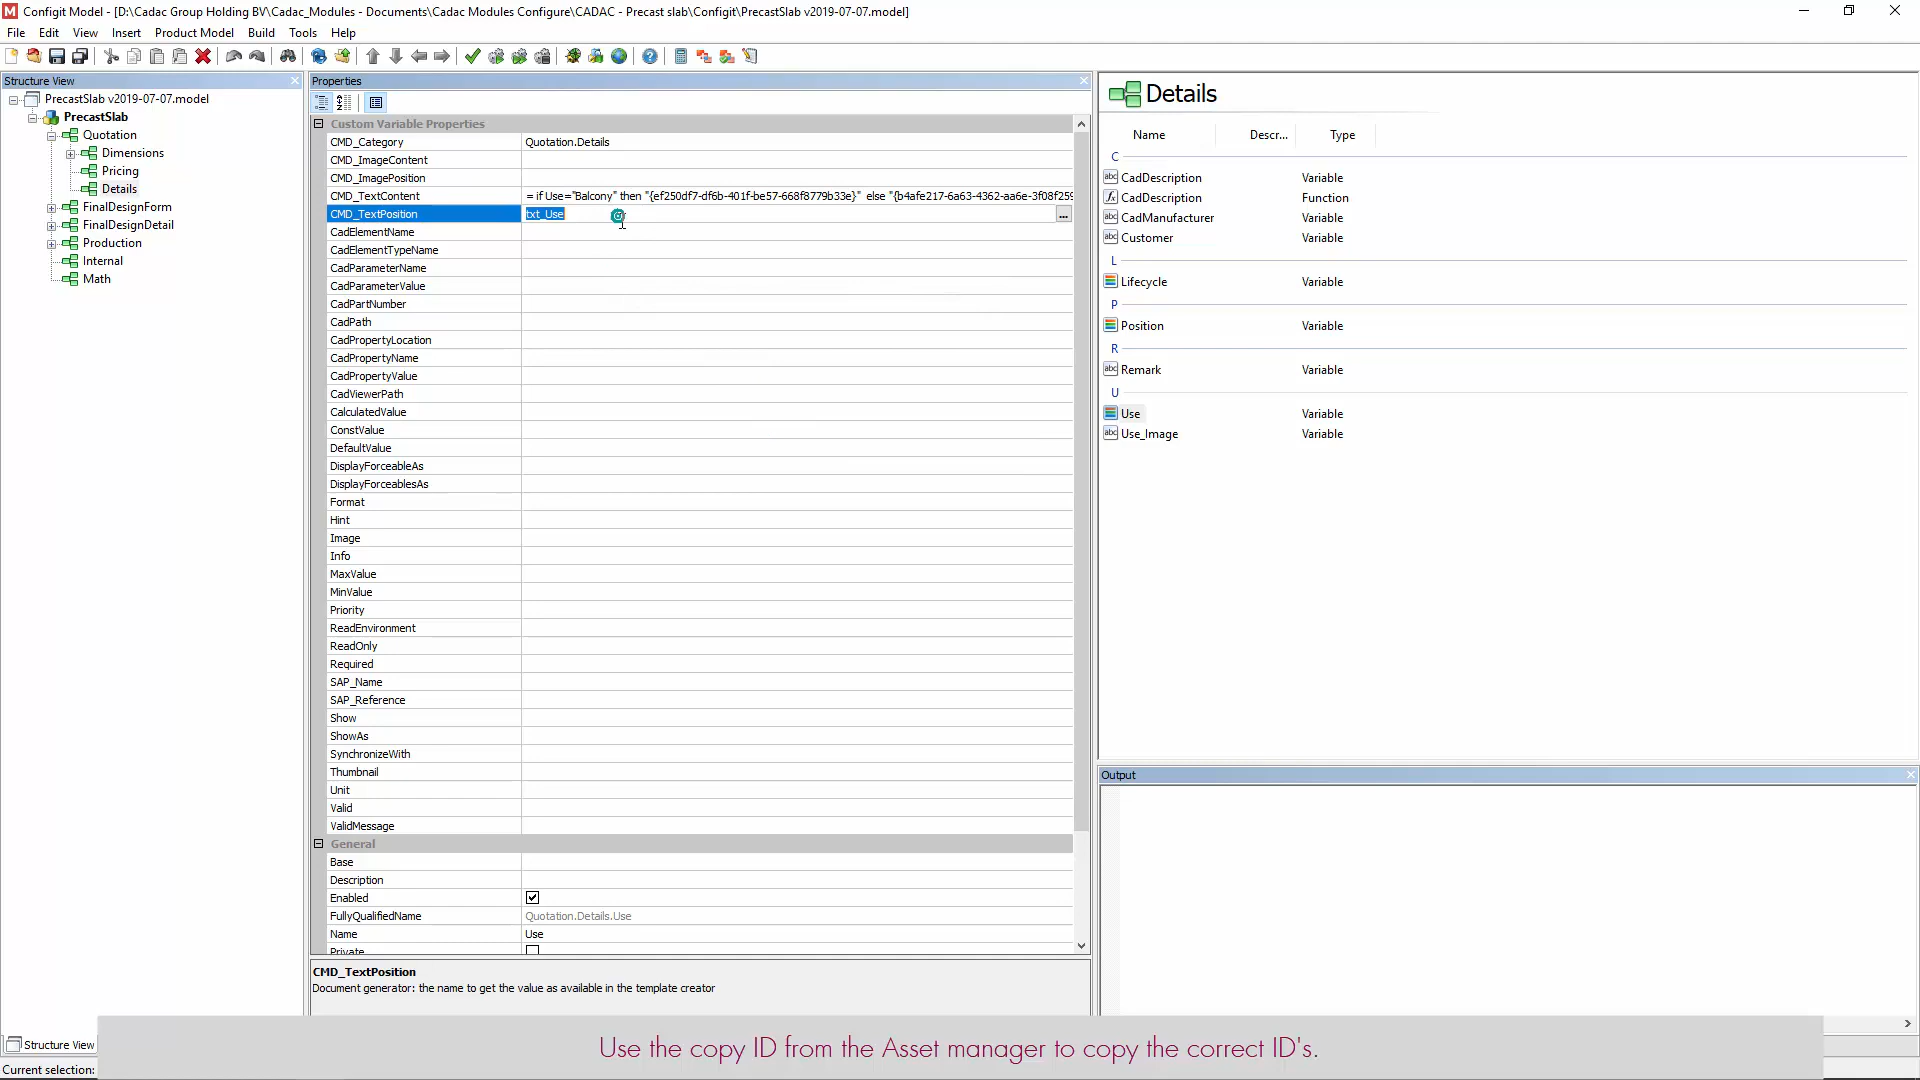 Configit Model - [D:\Cadac Group Holding BV\Cadac_Modules - Documents\Cadac Modules Configure\CADAC - Precast slab\Configit\PrecastSlab v2019-07-07.model]
File Edit View Insert Product Model Build Tools Help
Structure View
PrecastSlab v2019-07-07.model
PrecastSlab
Quotation
Dimensions
Pricing
Details
FinalDesignForm
FinalDesignDetail
Production
Internal
Math
Structure View
Current selection:
Properties
Custom Variable Properties
CMD_Category Quotation.Details
CMD_ImageContent
CMD_ImagePosition
CMD_TextContent = if Use="Balcony" then "{ef250df7-df6b-401f-be57-668f8779b33e}" else "{b4afe217-6a63-4362-aa6e-3f08f259
CMD_TextPosition txt_Use ...
CadElementName
CadElementTypeName
CadParameterName
CadParameterValue
CadPartNumber
CadPath
CadPropertyLocation
CadPropertyName
CadPropertyValue
CadViewerPath
CalculatedValue
ConstValue
DefaultValue
DisplayForceableAs
DisplayForceablesAs
Format
Hint
Image
Info
MaxValue
MinValue
Priority
ReadEnvironment
ReadOnly
Required
SAP_Name
SAP_Reference
Show
ShowAs
SynchronizeWith
Thumbnail
Unit
Valid
ValidMessage
General
Base
Description
Enabled
FullyQualifiedName Quotation.Details.Use
Name Use
Private
CMD_TextPosition
Document generator: the name to get the value as available in the template creator
Details
Name Descr... Type
C
CadDescription Variable
CadDescription Function
CadManufacturer Variable
Customer Variable
L
Lifecycle Variable
P
Position Variable
R
Remark Variable
U
Use Variable
Use_Image Variable
Output
Use the copy ID from the Asset manager to copy the correct ID's.